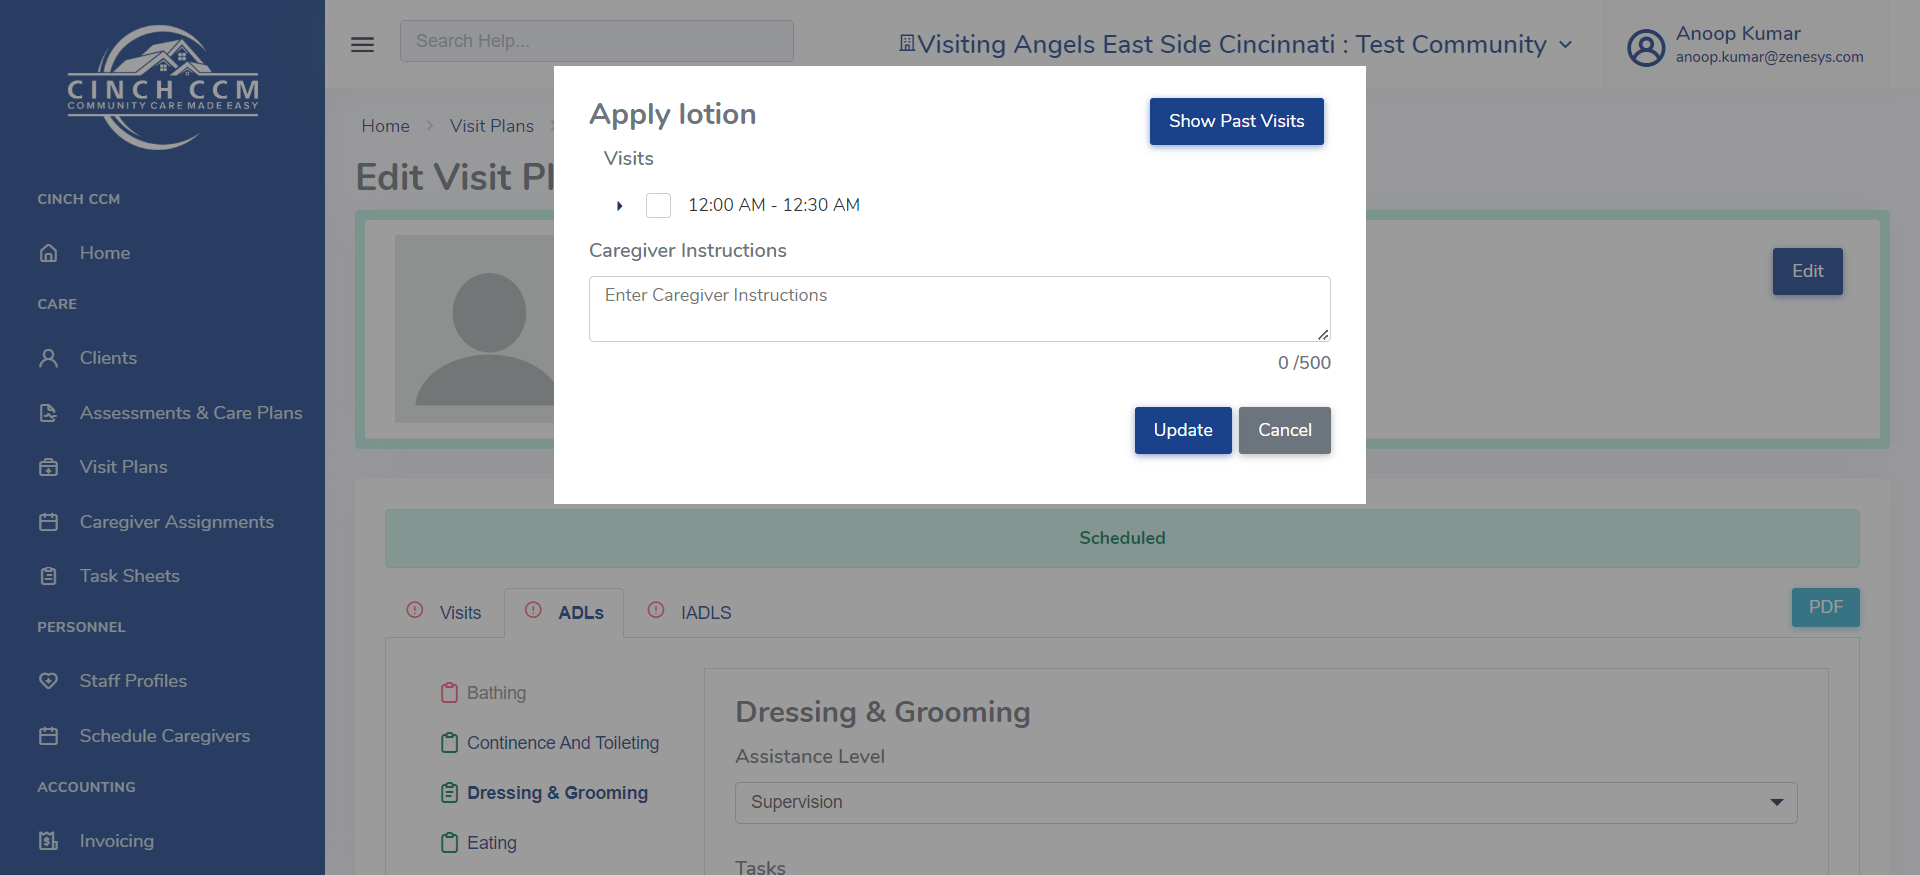 CINCH CCM
COMMUNITY CARE MADE EASY
Search Help...
Visiting Angels East Side Cincinnati : Test Community
Anoop Kumar
anoop.kumar@zenesys.com
Home
Visit Plans
Edit Visit Pl
Edit
Apply lotion
Show Past Visits
Visits
12:00 AM - 12:30 AM
Caregiver Instructions
Enter Caregiver Instructions
0 /500
Update
Cancel
CINCH CCM
Home
CARE
Clients
Assessments & Care Plans
Visit Plans
Caregiver Assignments
Task Sheets
PERSONNEL
Staff Profiles
Schedule Caregivers
ACCOUNTING
Invoicing
Scheduled
Visits
ADLs
IADLS
PDF
Bathing
Continence And Toileting
Dressing & Grooming
Eating
Dressing & Grooming
Assistance Level
Supervision
Tasks